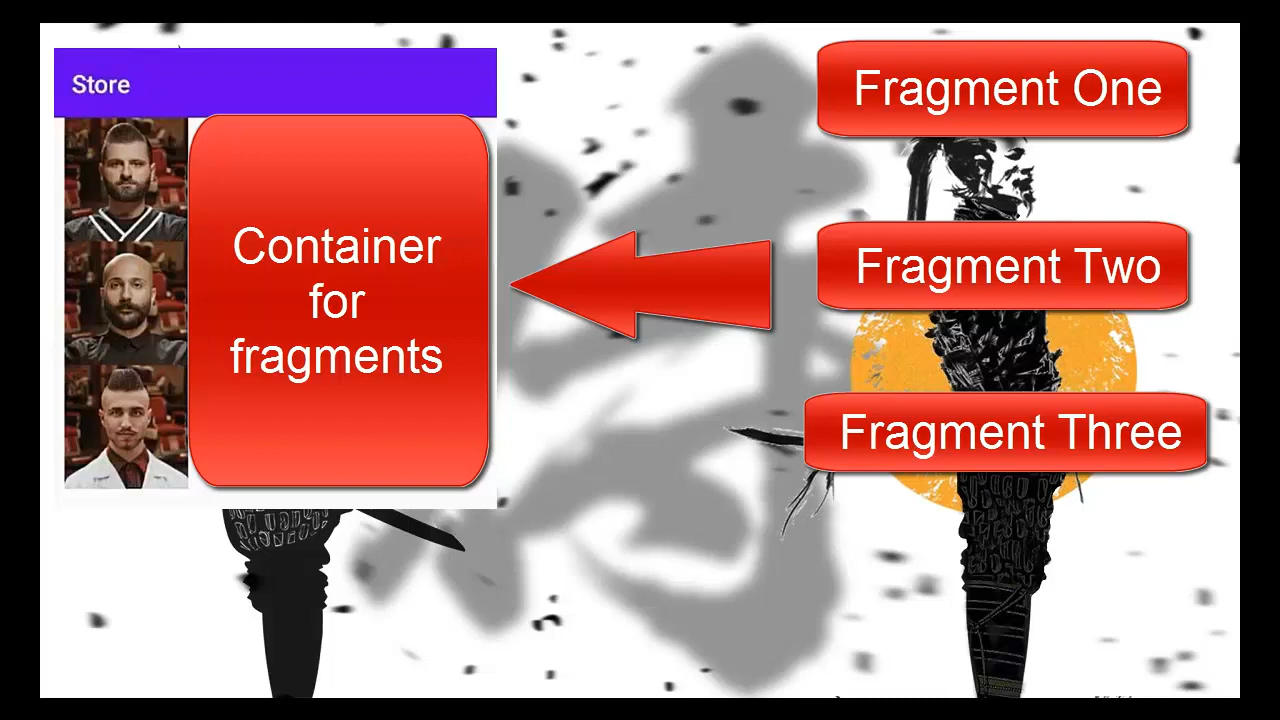 Store
Container
for
fragments
Fragment One
Fragment Two
Fragment Three